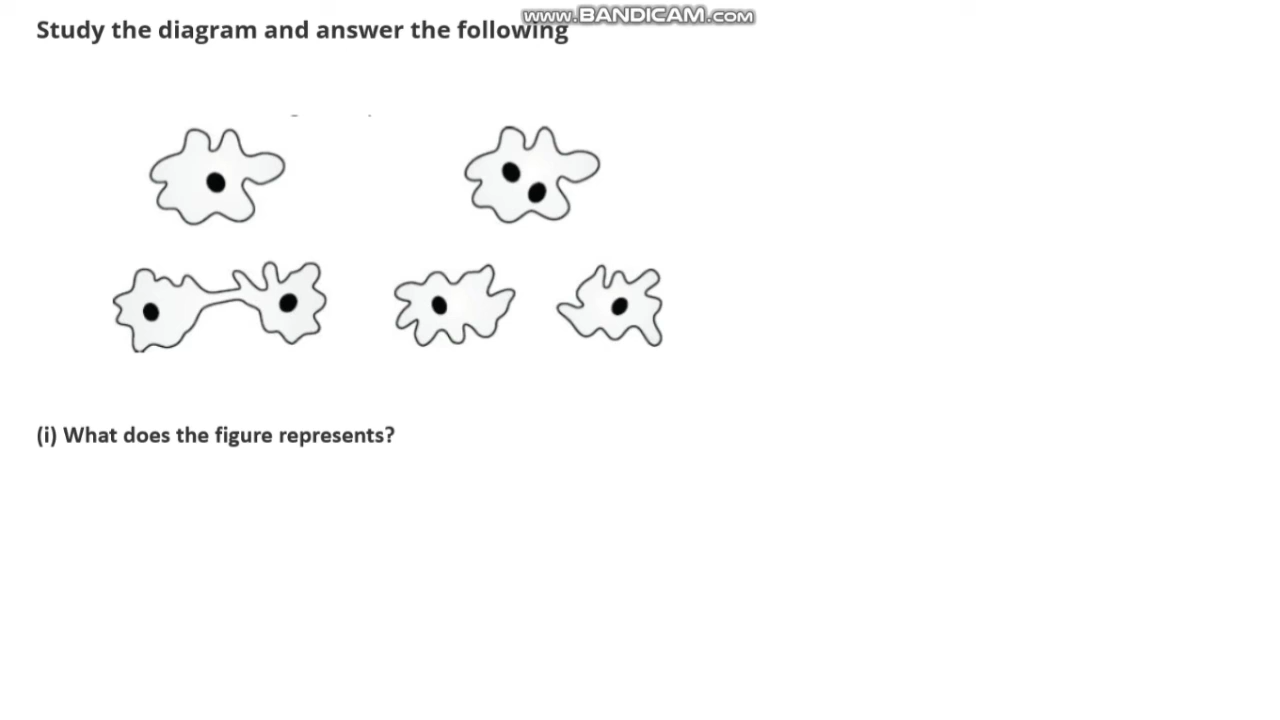 www.BANDICAM.com
Study the diagram and answer the following
(i) What does the figure represents?